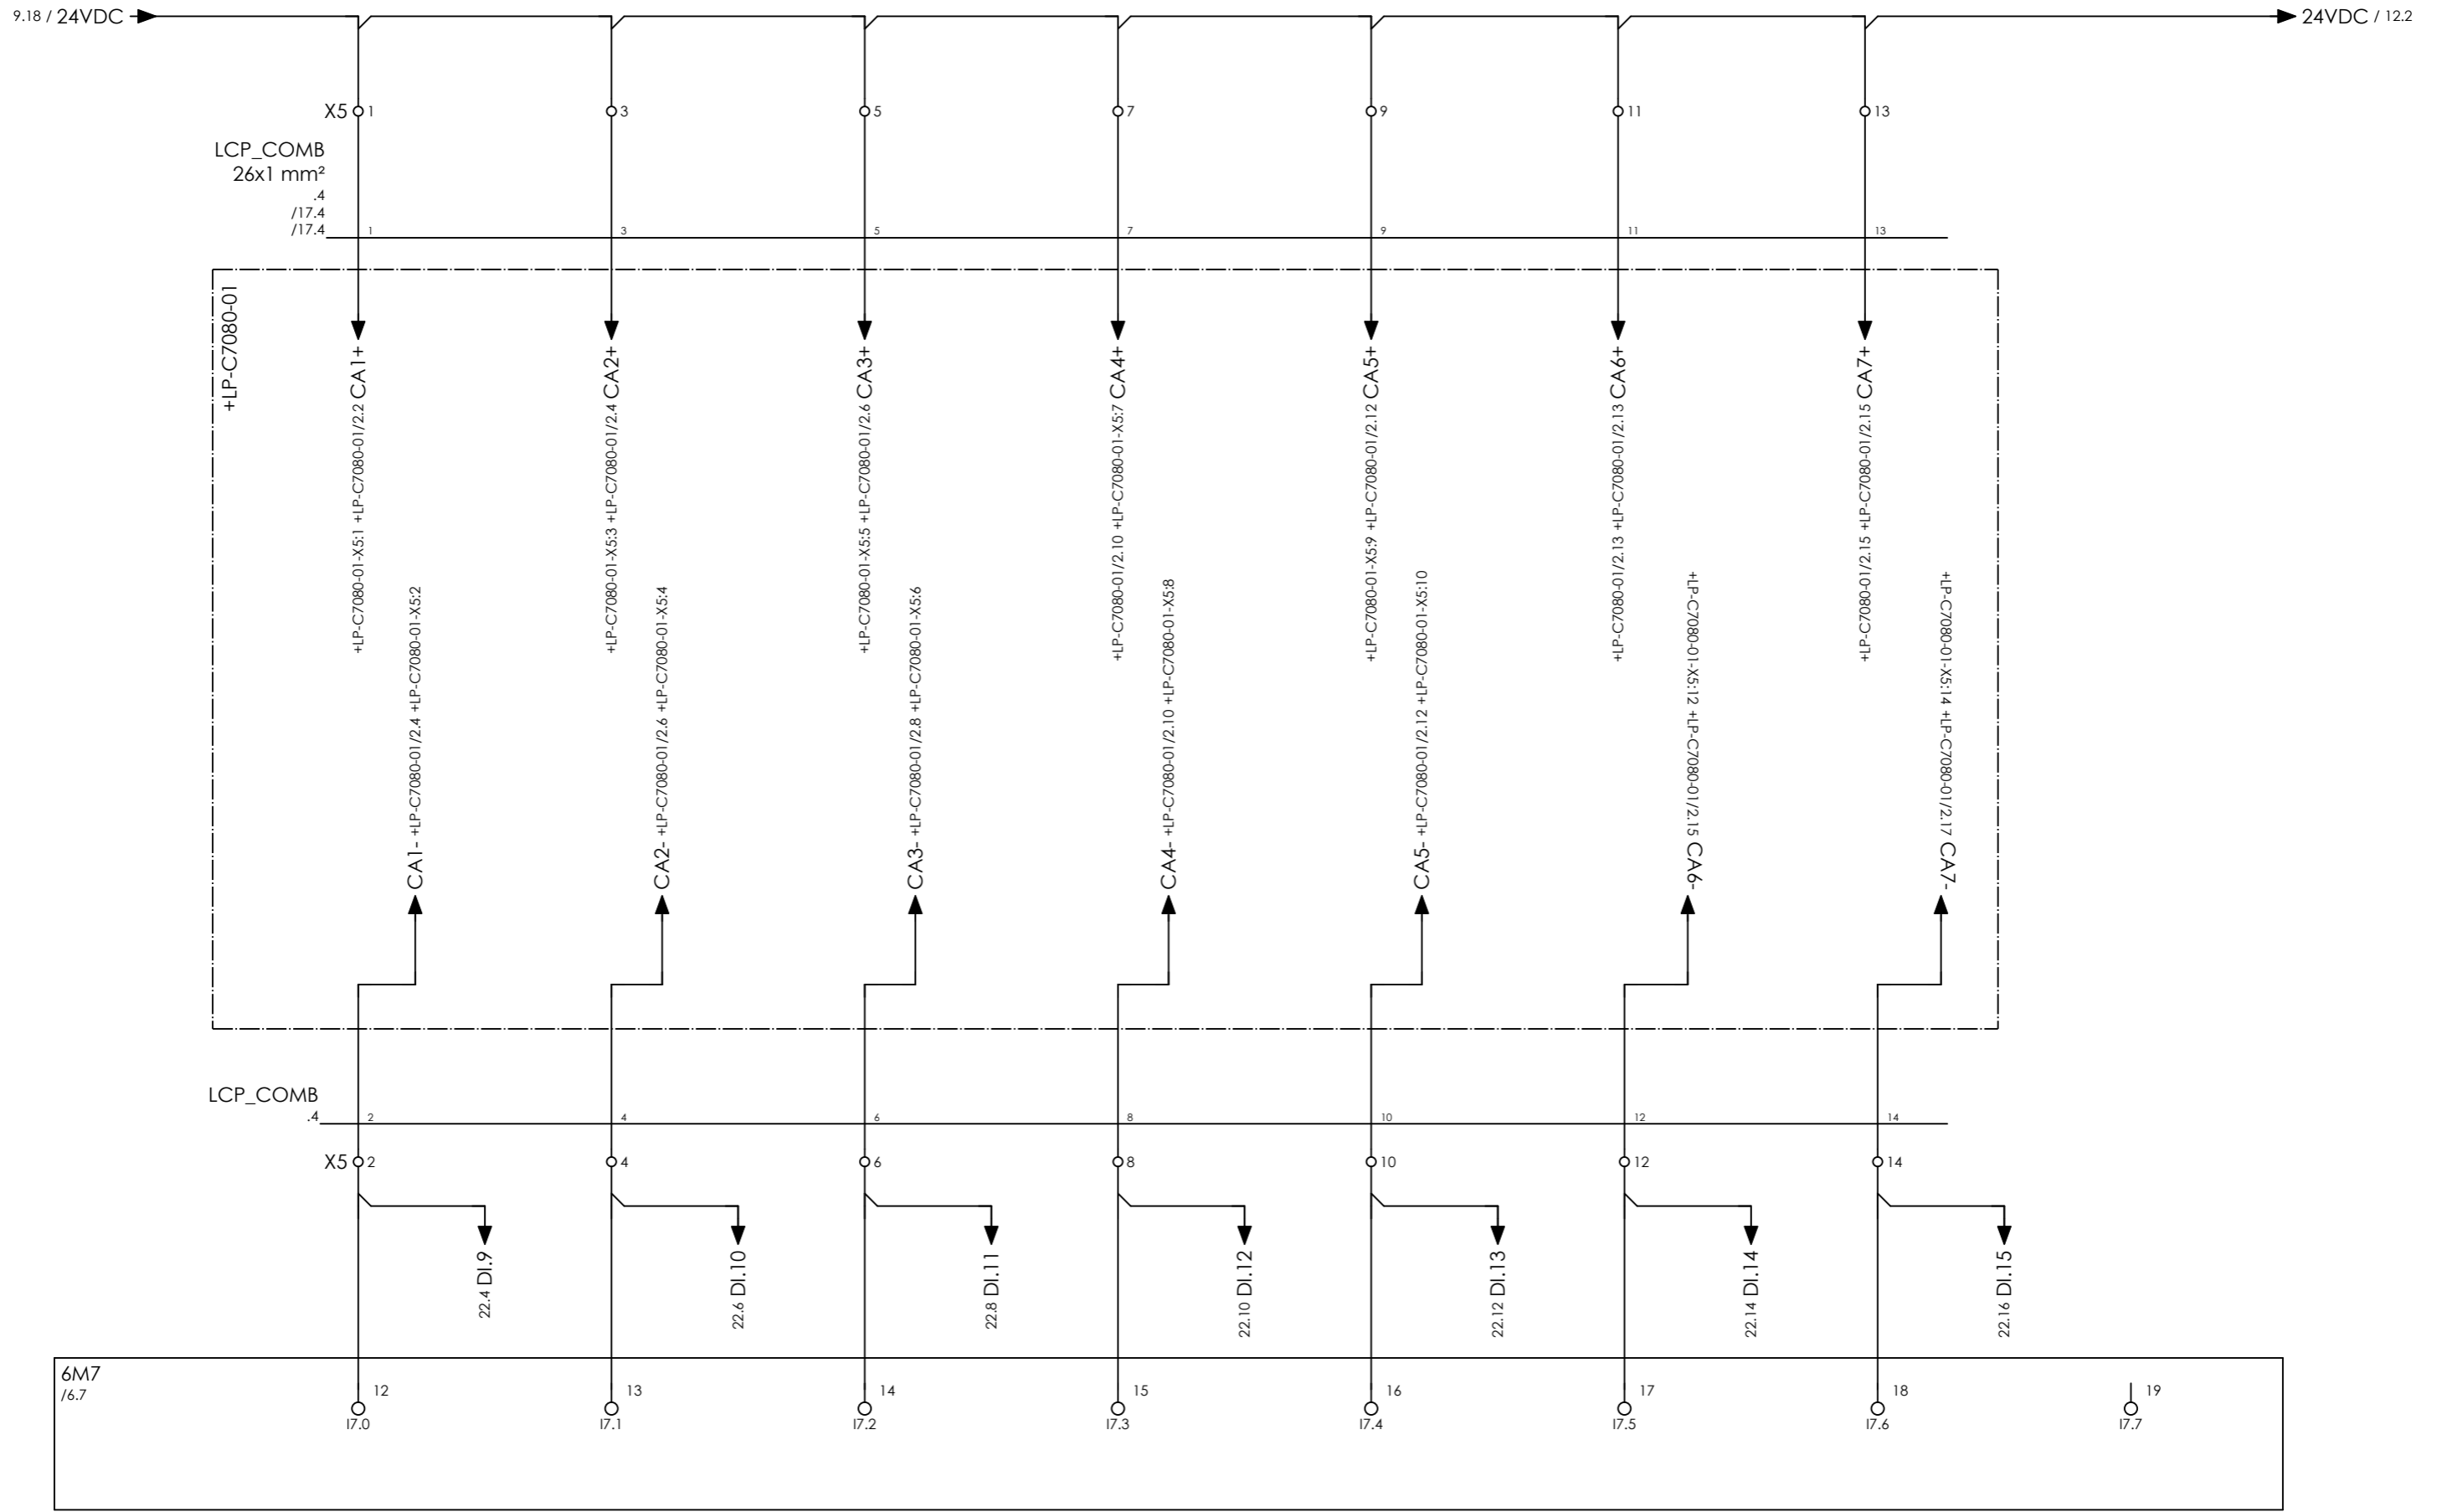 9.18 / 24VDC
24VDC / 12.2
X5 1
3
5
7
9
11
13
LCP_COMB
26x1 mm²
.4
/17.4
/17.4
1
3
5
7
9
11
13
+LP-C7080-01
+LP-C7080-01-X5:1 +LP-C7080-01/2.2 CA1+
+LP-C7080-01-X5:3 +LP-C7080-01/2.4 CA2+
+LP-C7080-01-X5:5 +LP-C7080-01/2.6 CA3+
+LP-C7080-01/2.10 +LP-C7080-01-X5:7 CA4+
+LP-C7080-01-X5:9 +LP-C7080-01/2.12 CA5+
+LP-C7080-01/2.13 +LP-C7080-01/2.13 CA6+
+LP-C7080-01/2.15 +LP-C7080-01/2.15 CA7+
CA1- +LP-C7080-01/2.4 +LP-C7080-01-X5:2
CA2- +LP-C7080-01/2.6 +LP-C7080-01-X5:4
CA3- +LP-C7080-01/2.8 +LP-C7080-01-X5:6
CA4- +LP-C7080-01/2.10 +LP-C7080-01-X5:8
CA5- +LP-C7080-01/2.12 +LP-C7080-01-X5:10
+LP-C7080-01-X5:12 +LP-C7080-01/2.15 CA6-
+LP-C7080-01-X5:14 +LP-C7080-01/2.17 CA7-
LCP_COMB
.4
2
4
6
8
10
12
14
X5 2
4
6
8
10
12
14
22.4 DI.9
22.6 DI.10
22.8 DI.11
22.10 DI.12
22.12 DI.13
22.14 DI.14
22.16 DI.15
6M7
/6.7
12
13
14
15
16
17
18
19
I7.0
I7.1
I7.2
I7.3
I7.4
I7.5
I7.6
I7.7